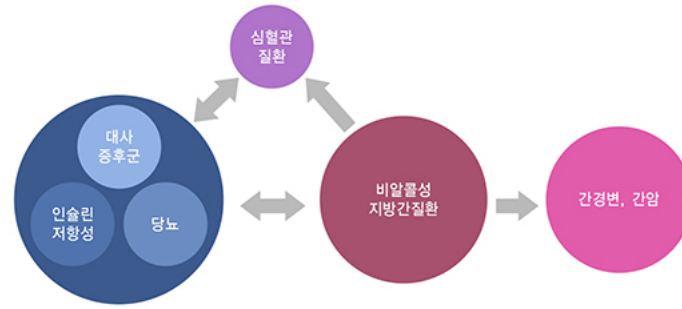 심혈관
질환
대사
증후군
인슐린
저항성
당뇨
비알콜성
지방간질환
간경변, 간암